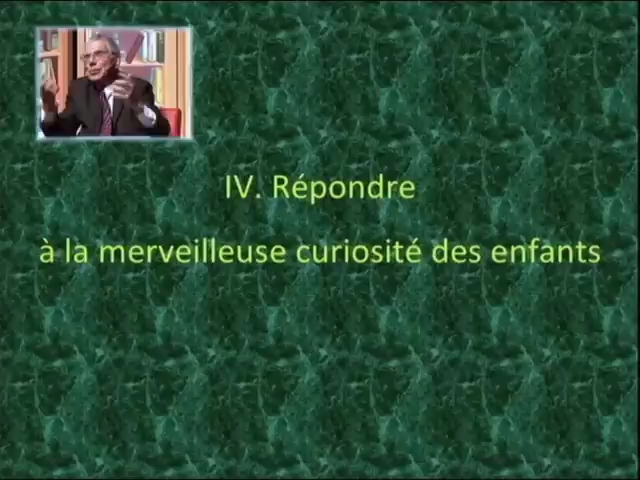 IV. Répondre
à la merveilleuse curiosité des enfants